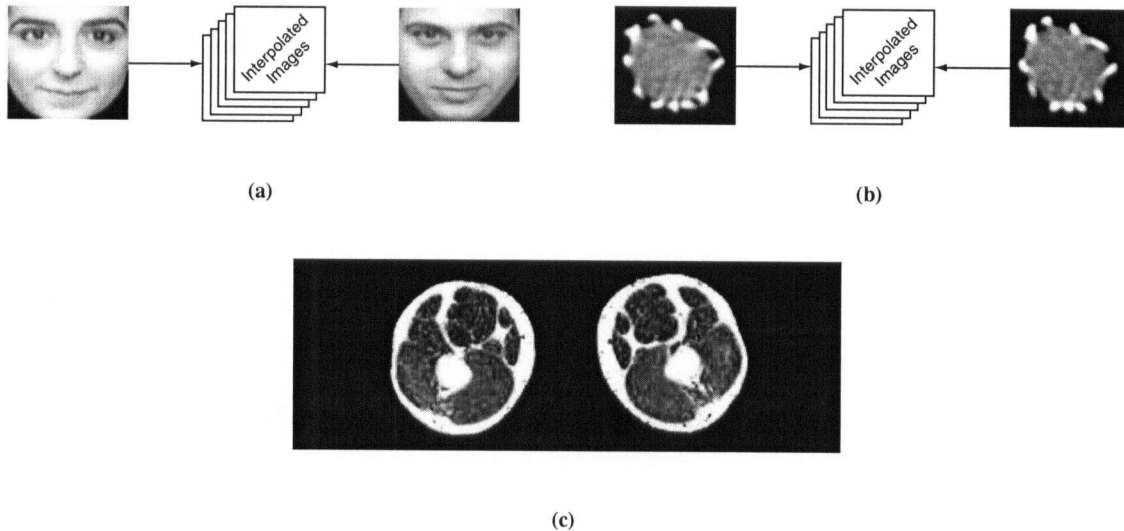 Interpolated
Images
Interpolated
Images
(a)
(b)
(c)